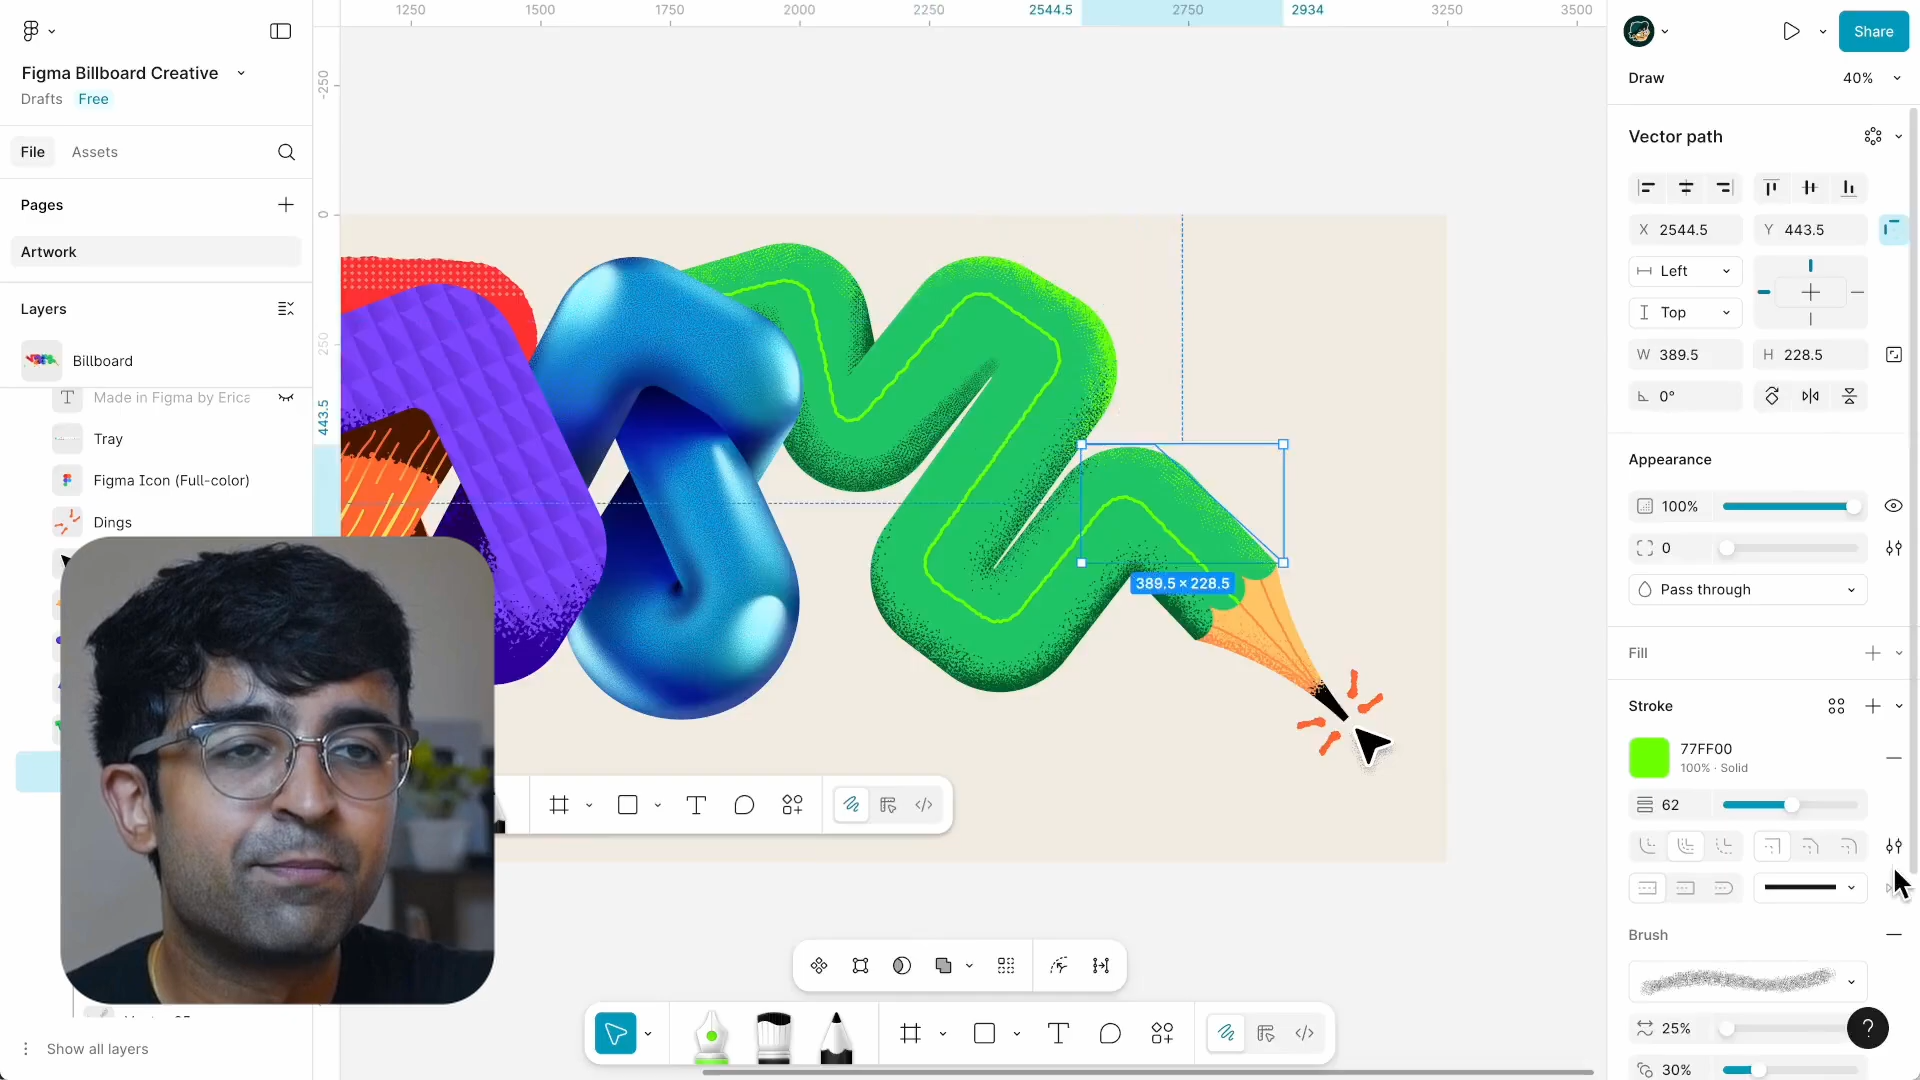 1250
1500
1750
2000
2250
2544.5
2750
2934
3250
3500
-250
0
250
443.5
Figma Billboard Creative
Drafts
Free
File
Assets
Pages
Artwork
Layers
Billboard
Made in Figma by Erica
Tray
Figma Icon (Full-color)
Dings
Show all layers
389.5 × 228.5
Share
Draw
40%
Vector path
X 2544.5
Y 443.5
Left
Top
W 389.5
H 228.5
0°
Appearance
100%
0
Pass through
Fill
Stroke
77FF00
100% · Solid
62
Brush
25%
30%
?